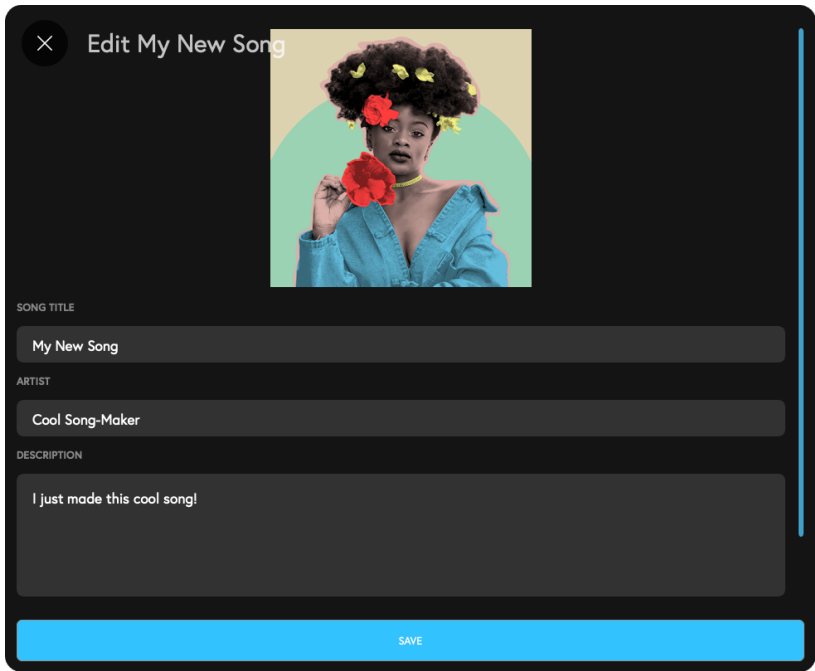 Edit My New Song
SONG TITLE
My New Song
ARTIST
Cool Song-Maker
DESCRIPTION
I just made this cool song!
SAVE